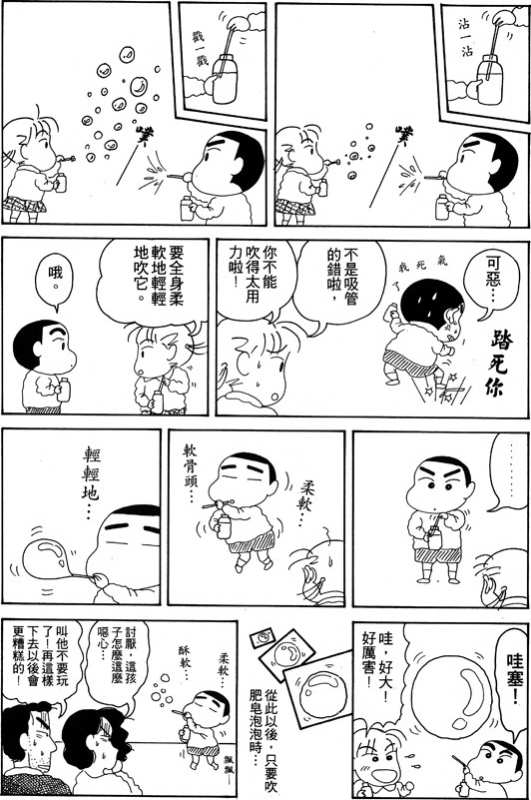 沾一沾
噗
戳一戳
噗
可惡…
踏死你
氣死我了
不是吸管
的錯啦，
你不能
吹得太用
力啦！
要全身柔
軟地輕輕
地吹它。
哦。
………
柔軟…
軟骨頭…
輕輕地…
哇塞！
哇，好大！
好厲害！
從此以後，只要吹
肥皂泡泡時…
柔軟…
酥軟…
飄飄…
討厭，這孩
子怎麼這麼
噁心…
叫他不要玩
了！再這樣
下去以後會
更糟糕的！